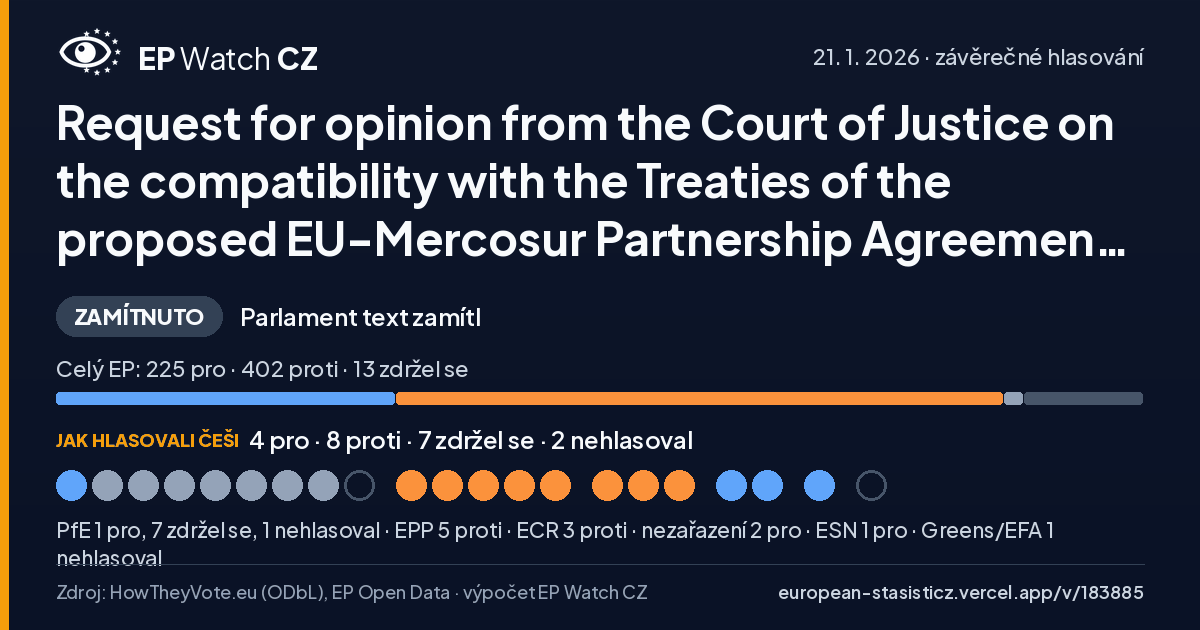 EP Watch CZ
21. 1. 2026 · závěrečné hlasování
Request for opinion from the Court of Justice on
the compatibility with the Treaties of the
proposed EU–Mercosur Partnership Agreemen…
ZAMÍTNUTO Parlament text zamítl
Celý EP: 225 pro · 402 proti · 13 zdržel se
JAK HLASOVALI ČEŠI 4 pro · 8 proti · 7 zdržel se · 2 nehlasoval
PfE 1 pro, 7 zdržel se, 1 nehlasoval · EPP 5 proti · ECR 3 proti · nezařazení 2 pro · ESN 1 pro · Greens/EFA 1
nehlasoval
Zdroj: HowTheyVote.eu (ODbL), EP Open Data · výpočet EP Watch CZ
european-stasisticz.vercel.app/v/183885